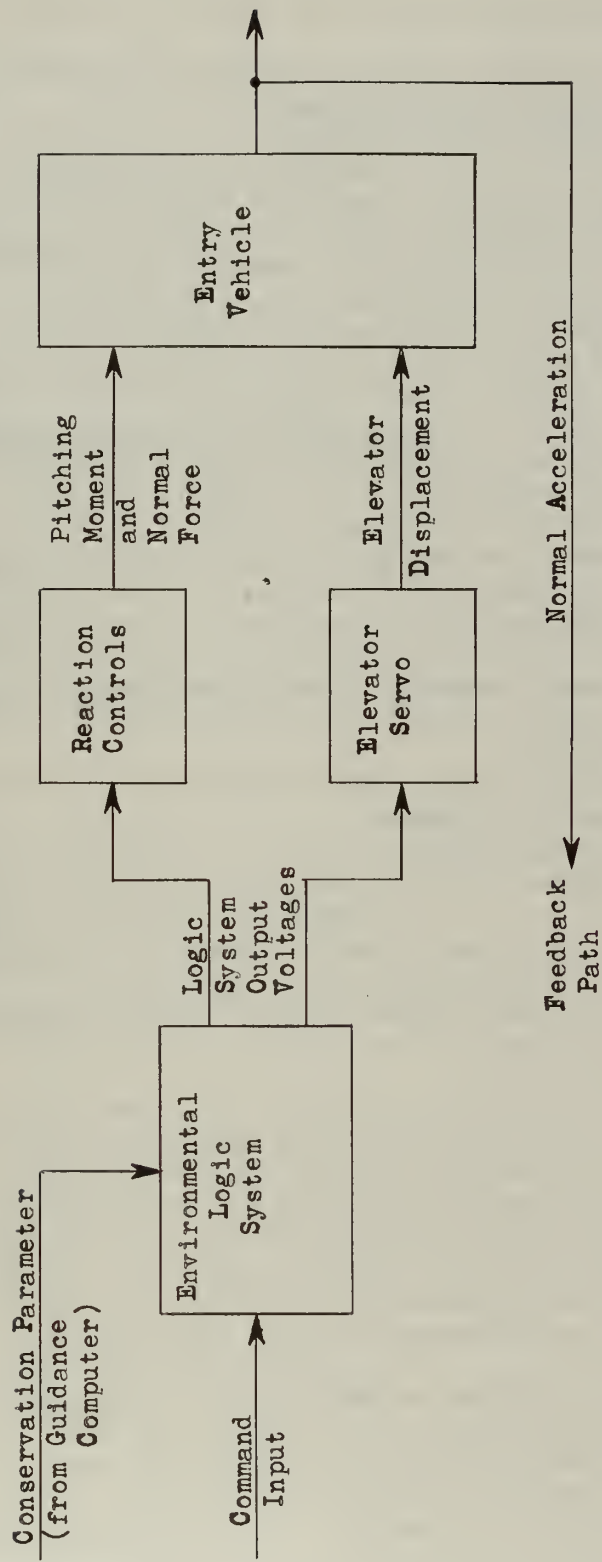 Conservation Parameter
(from Guidance
Computer)
Command
Input
Environmental
Logic
System
Logic
System
Output
Voltages
Reaction
Controls
Elevator
Servo
Pitching
Moment
and
Normal
Force
Elevator
Displacement
Entry
Vehicle
Normal Acceleration
Feedback
Path